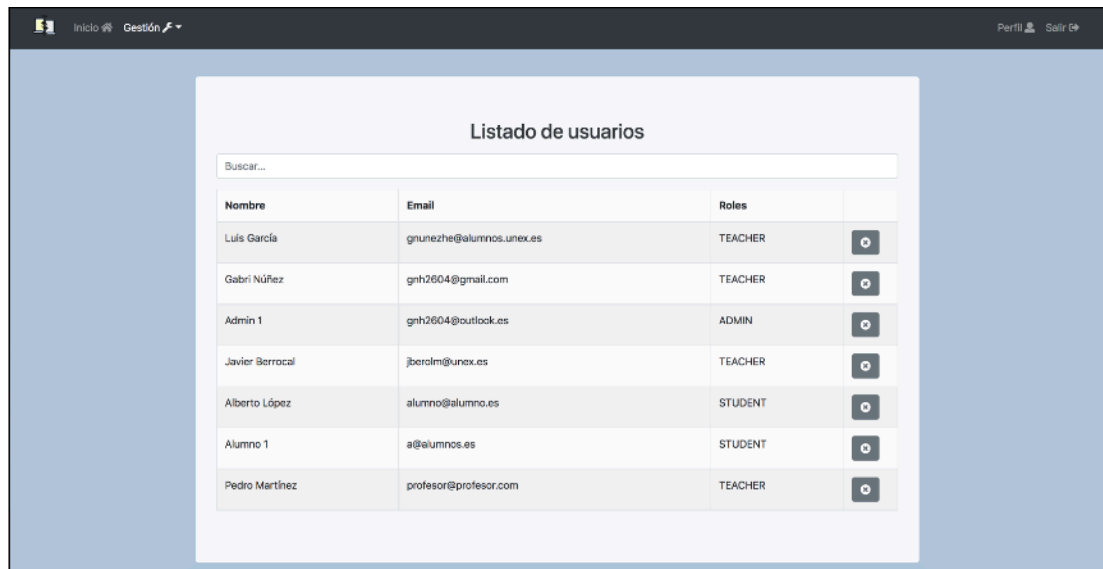 Inicio Gestión Perfil Salir
Listado de usuarios
Buscar...
Nombre Email Roles
Luis García gnunezhe@alumnos.unex.es TEACHER
Gabri Núñez gnh2604@gmail.com TEACHER
Admin 1 gnh2604@outlook.es ADMIN
Javier Berrocal jberolm@unex.es TEACHER
Alberto López alumno@alumno.es STUDENT
Alumno 1 a@alumnos.es STUDENT
Pedro Martínez profesor@profesor.com TEACHER